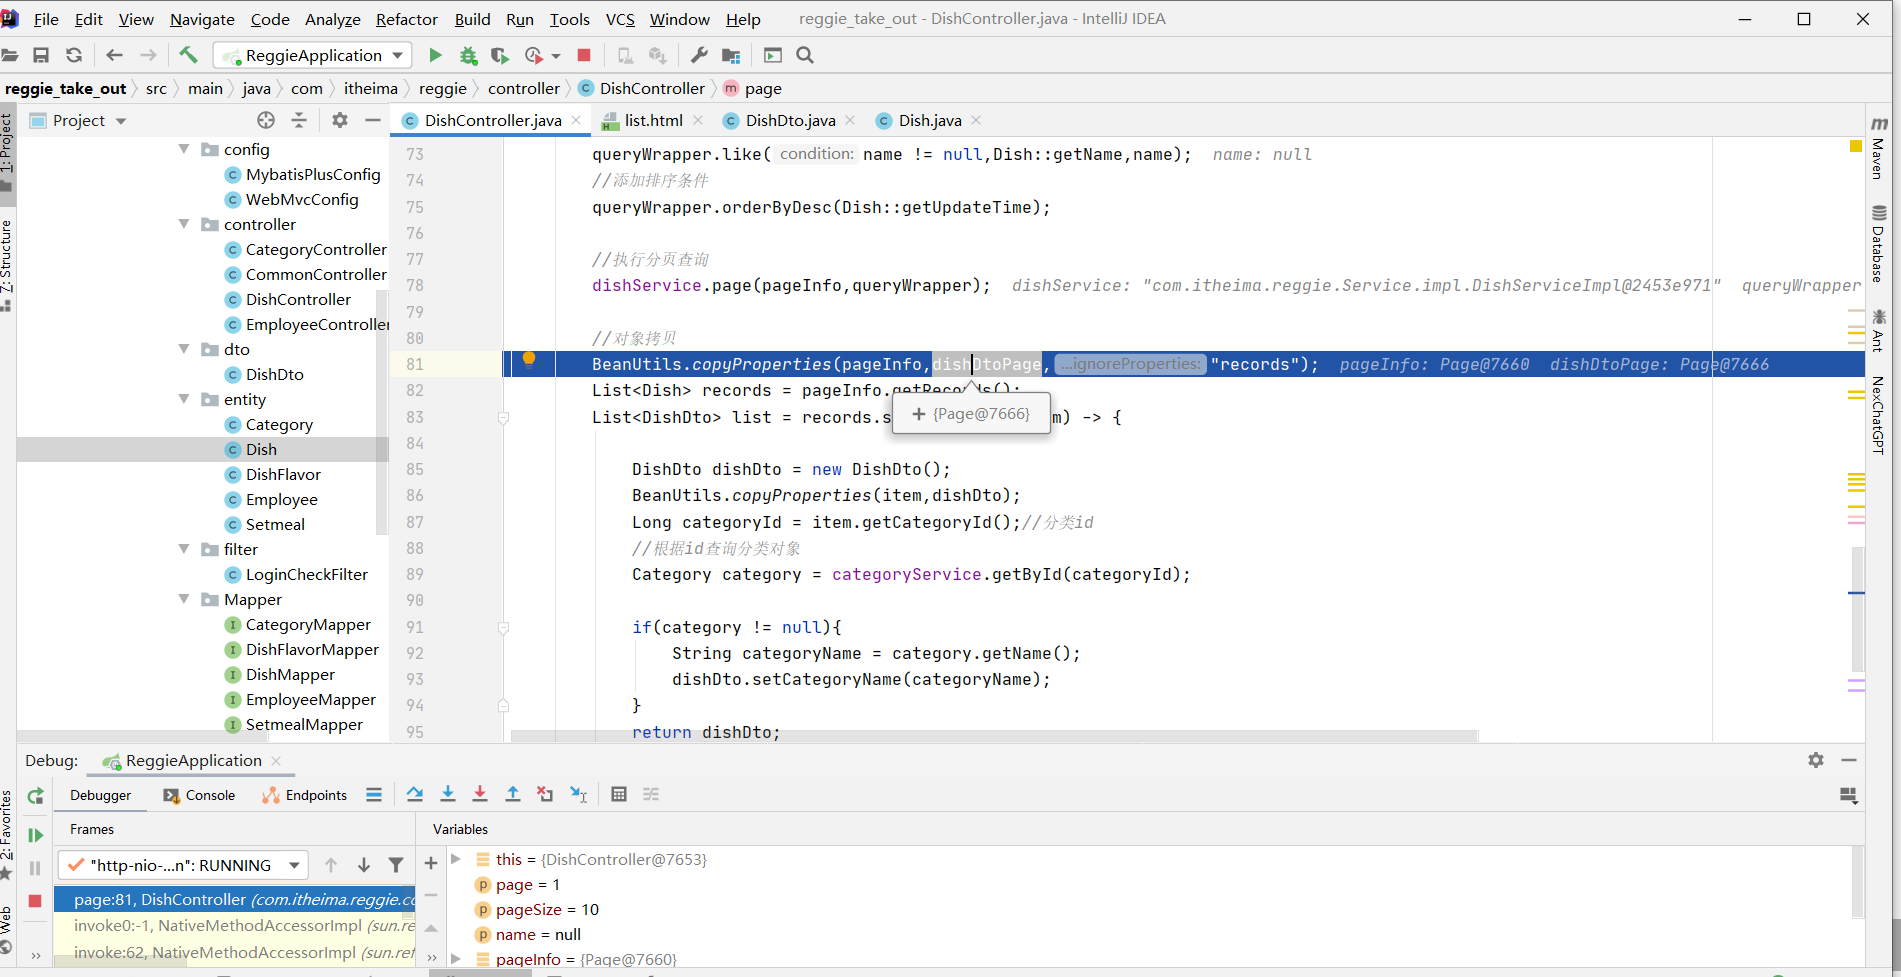 File Edit View Navigate Code Analyze Refactor Build Run Tools VCS Window Help reggie_take_out - DishController.java - IntelliJ IDEA
ReggieApplication
reggie_take_out src main java com itheima reggie controller DishController page
Project DishController.java list.html DishDto.java Dish.java
1: Project
7: Structure
2: Favorites
Web
Maven
Database
Ant
NexChatGPT
config
MybatisPlusConfig
WebMvcConfig
controller
CategoryController
CommonController
DishController
EmployeeController
dto
DishDto
entity
Category
Dish
DishFlavor
Employee
Setmeal
filter
LoginCheckFilter
Mapper
CategoryMapper
DishFlavorMapper
DishMapper
EmployeeMapper
SetmealMapper
73 queryWrapper.like( condition: name != null,Dish::getName,name); name: null
74 //添加排序条件
75 queryWrapper.orderByDesc(Dish::getUpdateTime);
76
77 //执行分页查询
78 dishService.page(pageInfo,queryWrapper); dishService: "com.itheima.reggie.Service.impl.DishServiceImpl@2453e971" queryWrapper
79
80 //对象拷贝
81 BeanUtils.copyProperties(pageInfo,dishDtoPage, ...ignoreProperties: "records"); pageInfo: Page@7660 dishDtoPage: Page@7666
82 List<Dish> records = pageInfo.getRecords();
83 List<DishDto> list = records.s m) -> {
+ {Page@7666}
84
85 DishDto dishDto = new DishDto();
86 BeanUtils.copyProperties(item,dishDto);
87 Long categoryId = item.getCategoryId();//分类id
88 //根据id查询分类对象
89 Category category = categoryService.getById(categoryId);
90
91 if(category != null){
92 String categoryName = category.getName();
93 dishDto.setCategoryName(categoryName);
94 }
95 return dishDto;
Debug: ReggieApplication
Debugger Console Endpoints
Frames Variables
"http-nio-...n": RUNNING
page:81, DishController (com.itheima.reggie.co
invoke0:-1, NativeMethodAccessorImpl (sun.re
invoke:62, NativeMethodAccessorImpl (sun.ref
this = {DishController@7653}
page = 1
pageSize = 10
name = null
pageInfo = {Page@7660}